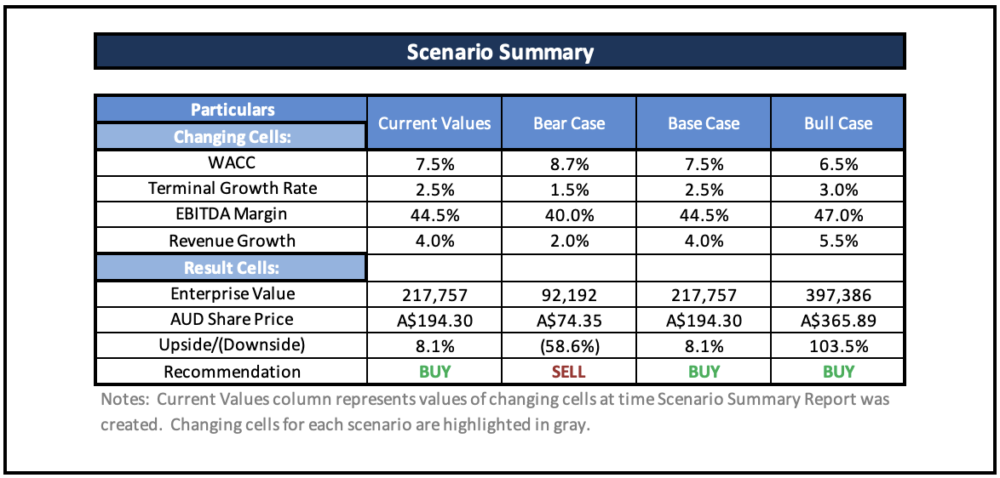 Scenario Summary
Particulars
Current Values Bear Case Base Case Bull Case
Changing Cells:
WACC 7.5% 8.7% 7.5% 6.5%
Terminal Growth Rate 2.5% 1.5% 2.5% 3.0%
EBITDA Margin 44.5% 40.0% 44.5% 47.0%
Revenue Growth 4.0% 2.0% 4.0% 5.5%
Result Cells:
Enterprise Value 217,757 92,192 217,757 397,386
AUD Share Price A$194.30 A$74.35 A$194.30 A$365.89
Upside/(Downside) 8.1% (58.6%) 8.1% 103.5%
Recommendation BUY SELL BUY BUY
Notes: Current Values column represents values of changing cells at time Scenario Summary Report was
created. Changing cells for each scenario are highlighted in gray.